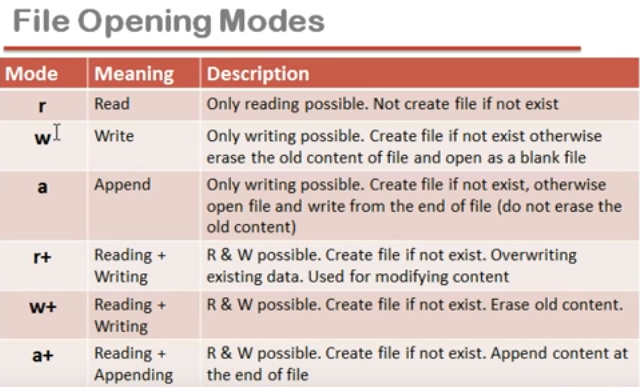 File Opening Modes
Mode Meaning Description
r Read Only reading possible. Not create file if not exist
w Write Only writing possible. Create file if not exist otherwise
erase the old content of file and open as a blank file
a Append Only writing possible. Create file if not exist, otherwise
open file and write from the end of file (do not erase the
old content)
r+ Reading + R & W possible. Create file if not exist. Overwriting
Writing existing data. Used for modifying content
w+ Reading + R & W possible. Create file if not exist. Erase old content.
Writing
a+ Reading + R & W possible. Create file if not exist. Append content at
Appending the end of file